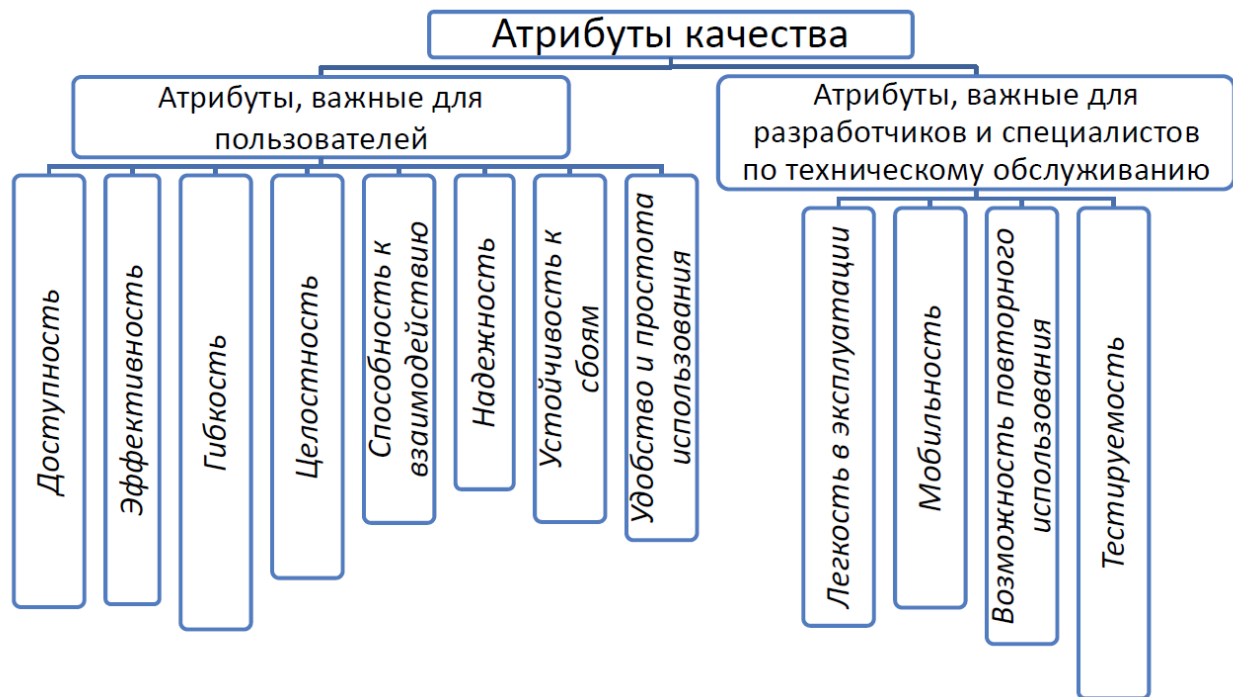 Атрибуты качества
Атрибуты, важные для
пользователей
Атрибуты, важные для
разработчиков и специалистов
по техническому обслуживанию
Доступность
Эффективность
Гибкость
Целостность
Способность к
взаимодействию
Надежность
Устойчивость к
сбоям
Удобство и простота
использования
Легкость в эксплуатации
Мобильность
Возможность повторного
использования
Тестируемость